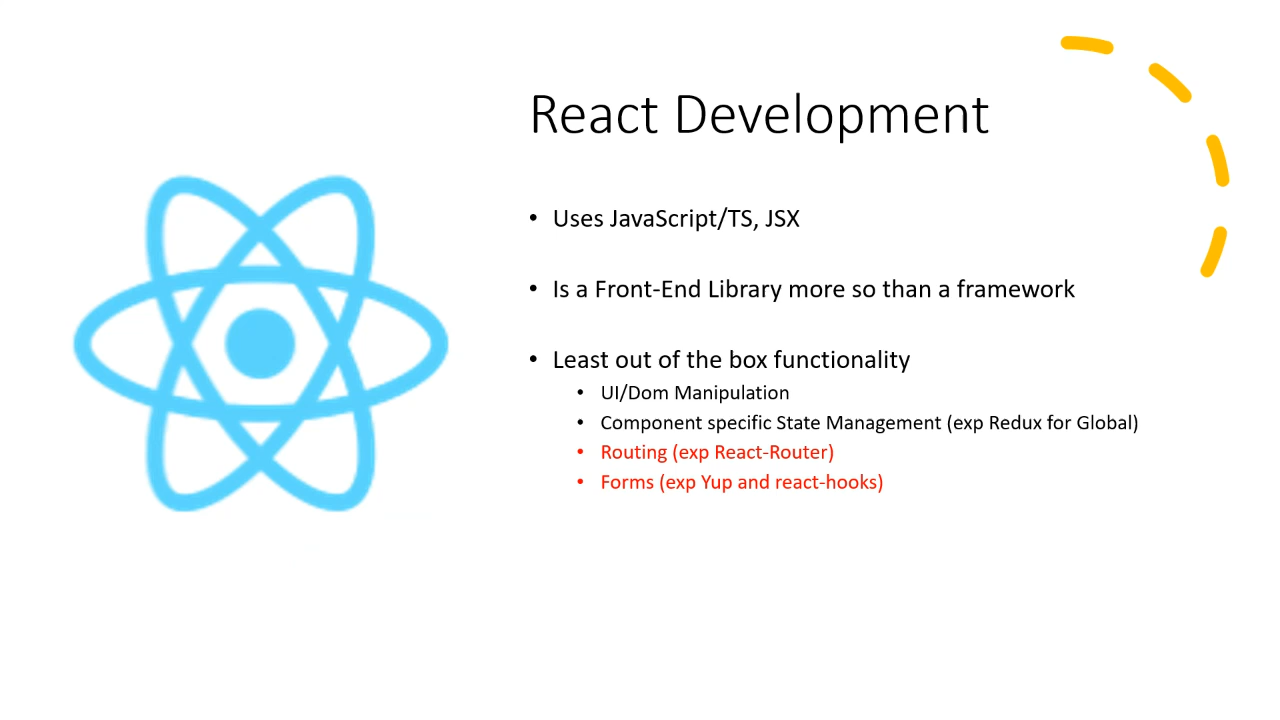 React Development
• Uses JavaScript/TS, JSX
• Is a Front-End Library more so than a framework
• Least out of the box functionality
• UI/Dom Manipulation
• Component specific State Management (exp Redux for Global)
• Routing (exp React-Router)
• Forms (exp Yup and react-hooks)